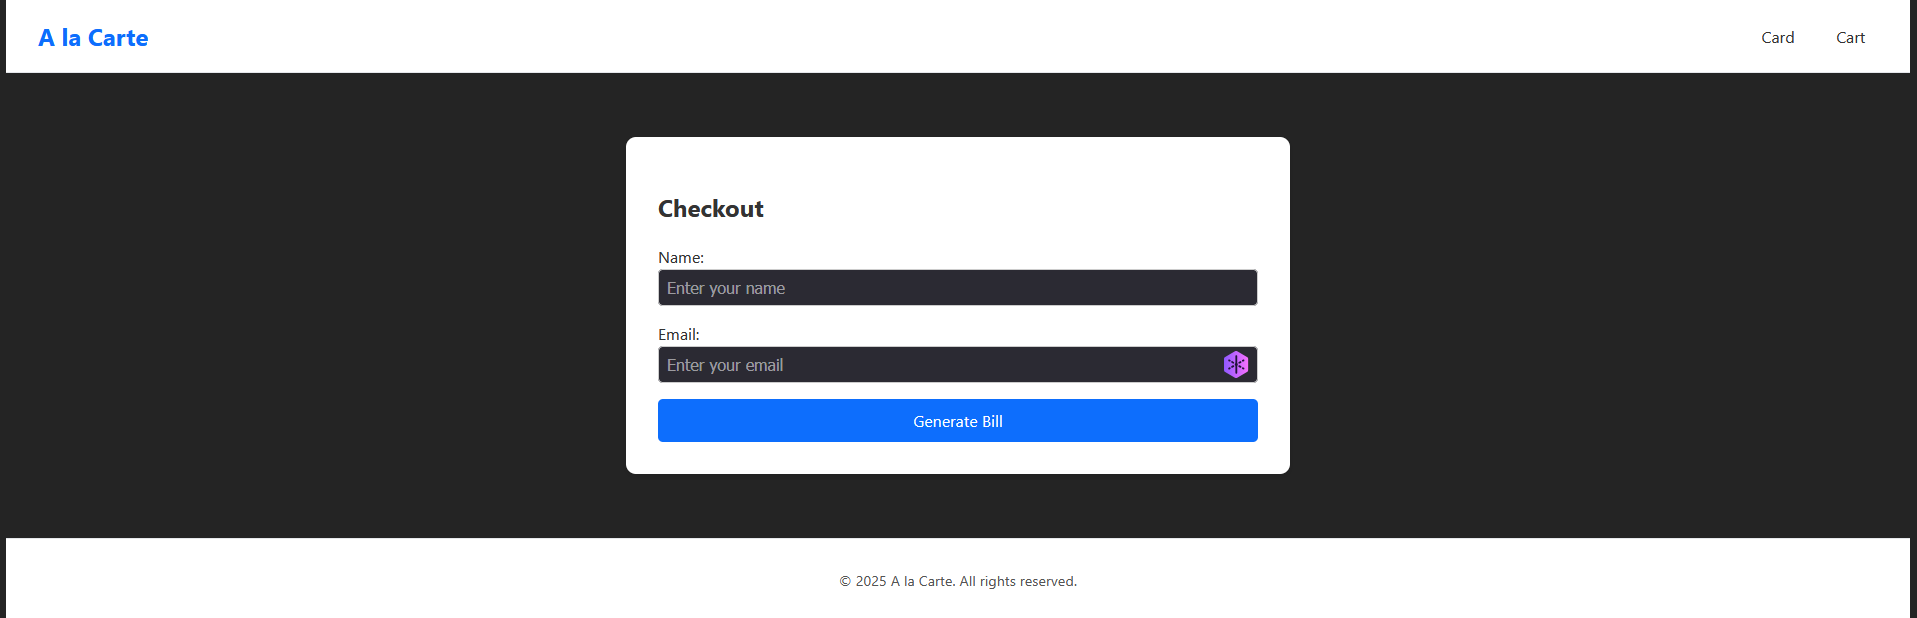 A la Carte
Card Cart
Checkout
Name:
Enter your name
Email:
Enter your email
Generate Bill
© 2025 A la Carte. All rights reserved.